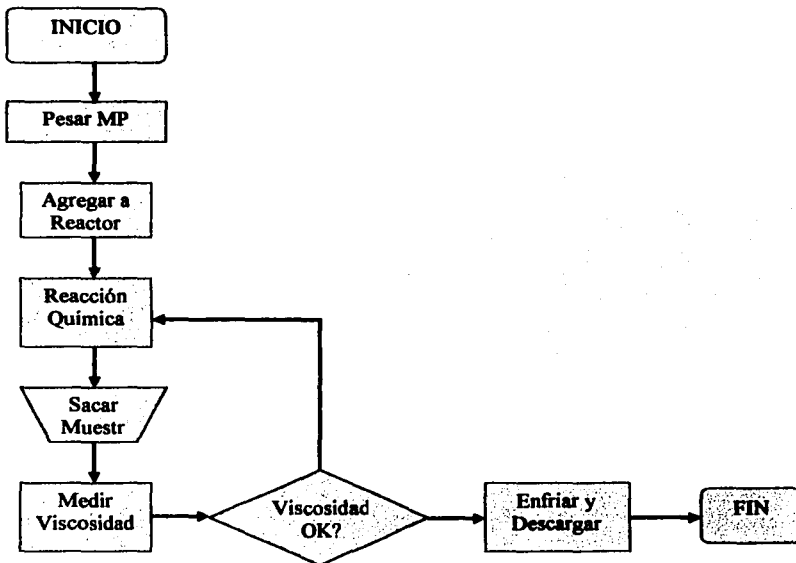 INICIO
Pesar MP
Agregar a
Reactor
Reacción
Química
Sacar
Muestr
Medir
Viscosidad
Viscosidad
OK?
Enfriar y
Descargar
FIN